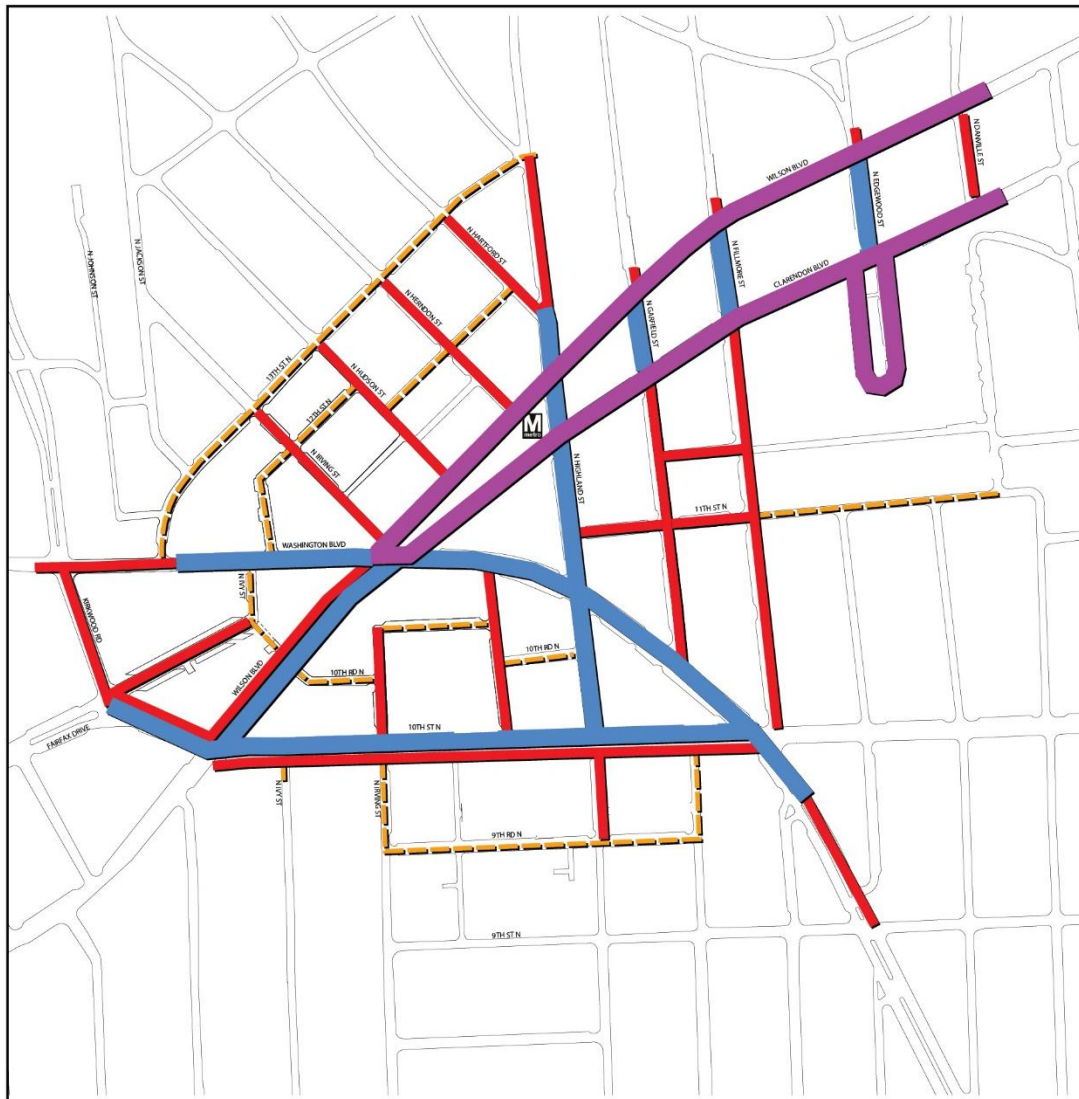 N DANVILLE ST
WILSON BLVD
N EDGEWOOD ST
N HARTFORD ST
N JACKSON ST
N JOHNSON ST
N FILLMORE ST
CLARENDON BLVD
N HERNDON ST
N GARFIELD ST
13TH ST N
N HUDSON ST
12TH ST N
M
metro
N IRVING ST
N HIGHLAND ST
11TH ST N
WASHINGTON BLVD
N IVY ST
KIRKWOOD RD
10TH RD N
WILSON BLVD
10TH RD N
10TH ST N
FAIRFAX DRIVE
N IVY ST
N IRVING ST
9TH RD N
9TH ST N